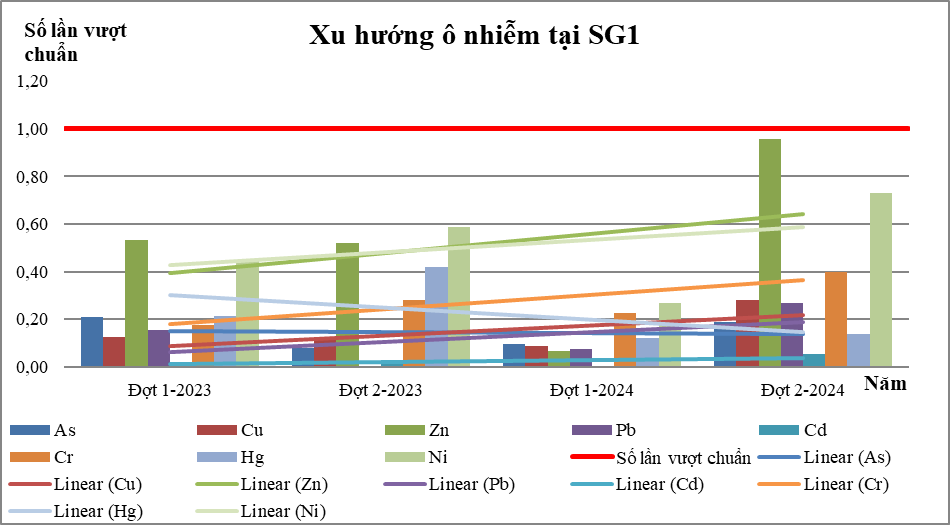 Số lần vượt
chuẩn
Xu hướng ô nhiễm tại SG1
1,20
1,00
0,80
0,60
0,40
0,20
0,00
Đợt 1-2023 Đợt 2-2023 Đợt 1-2024 Đợt 2-2024
Năm
As Cu Zn Pb Cd
Cr Hg Ni Số lần vượt chuẩn Linear (As)
Linear (Cu) Linear (Zn) Linear (Pb) Linear (Cd) Linear (Cr)
Linear (Hg) Linear (Ni)